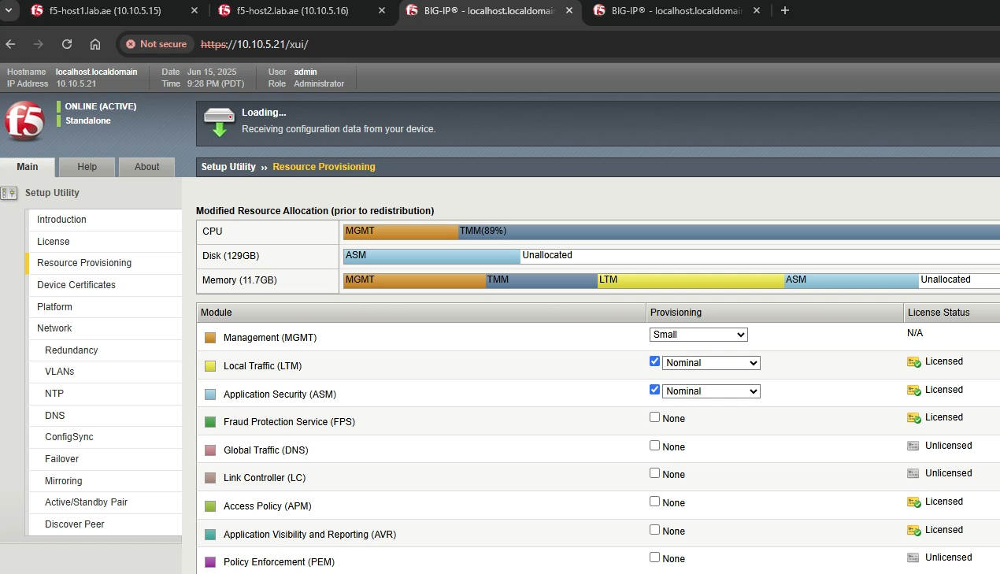 f5-host1.lab.ae (10.10.5.15)
f5-host2.lab.ae (10.10.5.16)
BIG-IP® - localhost.localdomain
BIG-IP® - localhost.localdomain
Not secure https://10.10.5.21/xui/
Hostname localhost.localdomain Date Jun 15, 2025 User admin
IP Address 10.10.5.21 Time 9:28 PM (PDT) Role Administrator
f5
ONLINE (ACTIVE)
Standalone
Loading...
Receiving configuration data from your device.
Main Help About
Setup Utility ›› Resource Provisioning
Setup Utility
Introduction
License
Resource Provisioning
Device Certificates
Platform
Network
Redundancy
VLANs
NTP
DNS
ConfigSync
Failover
Mirroring
Active/Standby Pair
Discover Peer
Modified Resource Allocation (prior to redistribution)
CPU MGMT TMM(89%)
Disk (129GB) ASM Unallocated
Memory (11.7GB) MGMT TMM LTM ASM Unallocated
Module Provisioning License Status
Management (MGMT) Small N/A
Local Traffic (LTM) Nominal Licensed
Application Security (ASM) Nominal Licensed
Fraud Protection Service (FPS) None Licensed
Global Traffic (DNS) None Unlicensed
Link Controller (LC) None Unlicensed
Access Policy (APM) None Licensed
Application Visibility and Reporting (AVR) None Licensed
Policy Enforcement (PEM) None Unlicensed